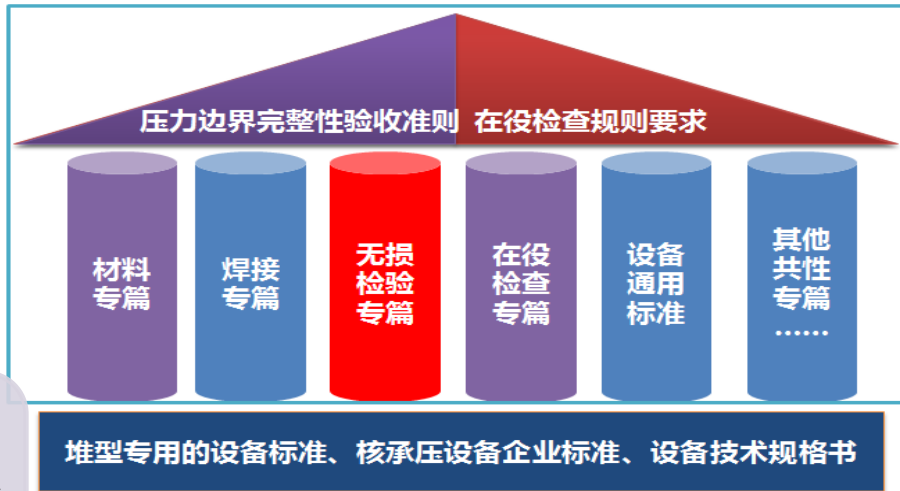 压力边界完整性验收准则 在役检查规则要求
材料
专篇
焊接
专篇
无损
检验
专篇
在役
检查
专篇
设备
通用
标准
其他
共性
专篇
……
堆型专用的设备标准、核承压设备企业标准、设备技术规格书